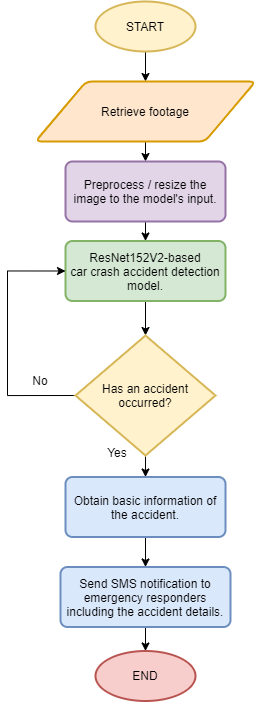 START
Retrieve footage
Preprocess / resize the
image to the model's input.
ResNet152V2-based
car crash accident detection
model.
No
Has an accident
occurred?
Yes
Obtain basic information of
the accident.
Send SMS notification to
emergency responders
including the accident details.
END